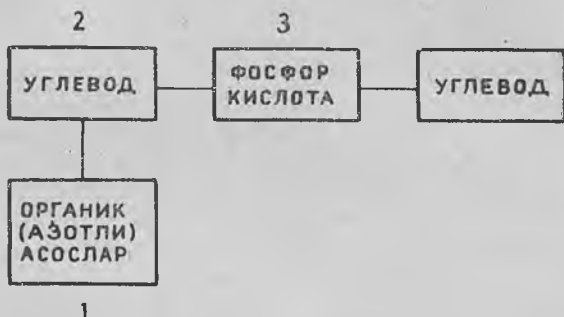 2
3
УГЛЕВОД
ФОСФОР
КИСЛОТА
УГЛЕВОД
ОРГАНИК
(АЗОТЛИ)
АСОСЛАР
1